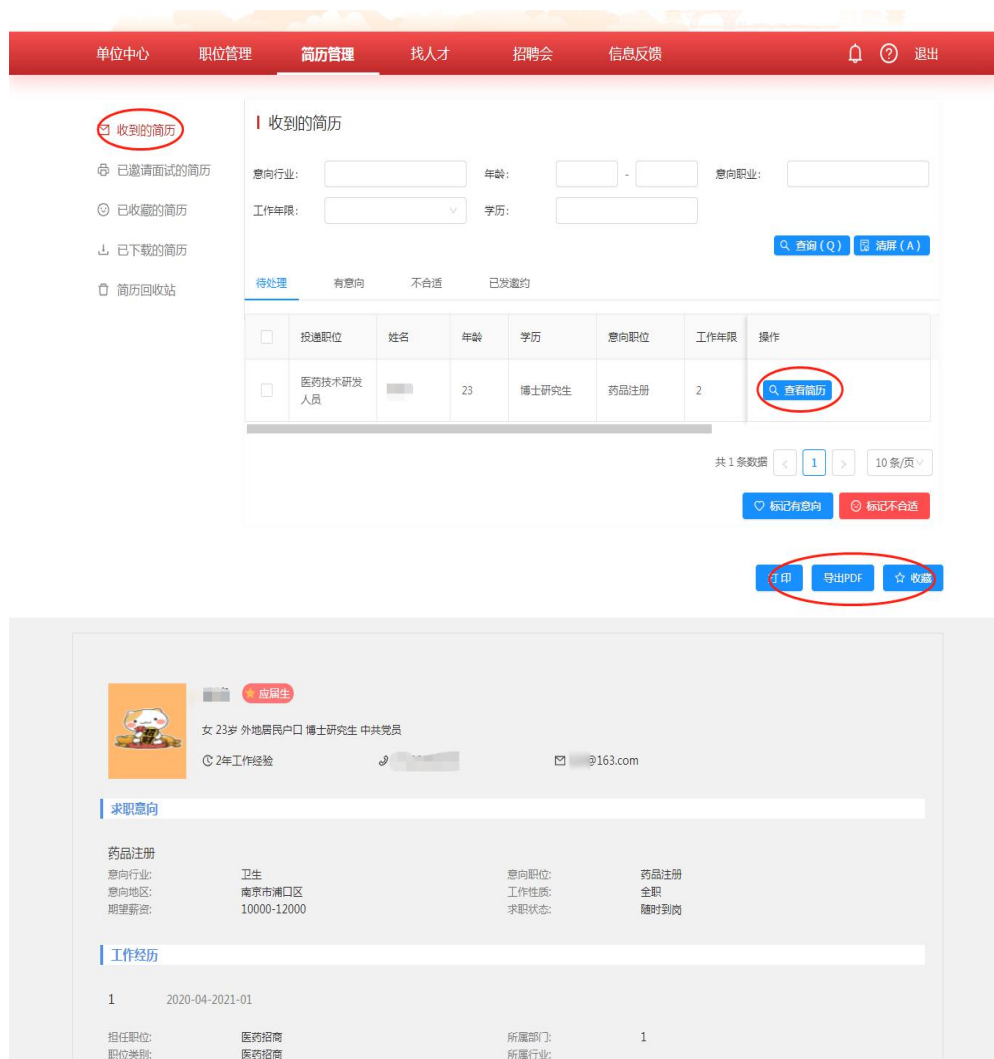 单位中心 职位管理 简历管理 找人才 招聘会 信息反馈 退出
收到的简历
已邀请面试的简历
已收藏的简历
已下载的简历
简历回收站
收到的简历
意向行业: 年龄: - 意向职业:
工作年限: 学历:
查询(Q) 清屏(A)
待处理 有意向 不合适 已发邀约
投递职位 姓名 年龄 学历 意向职位 工作年限 操作
医药技术研发人员 23 博士研究生 药品注册 2 查看简历
共1条数据 < 1 > 10条/页
标记有意向 标记不合适
打印 导出PDF 收藏
应届生
女 23岁 外地居民户口 博士研究生 中共党员
2年工作经验 @163.com
求职意向
药品注册
意向行业: 卫生 意向职位: 药品注册
意向地区: 南京市浦口区 工作性质: 全职
期望薪资: 10000-12000 求职状态: 随时到岗
工作经历
1 2020-04-2021-01
担任职位: 医药招商 所属部门: 1
职位类别: 医药招商 所属行业: